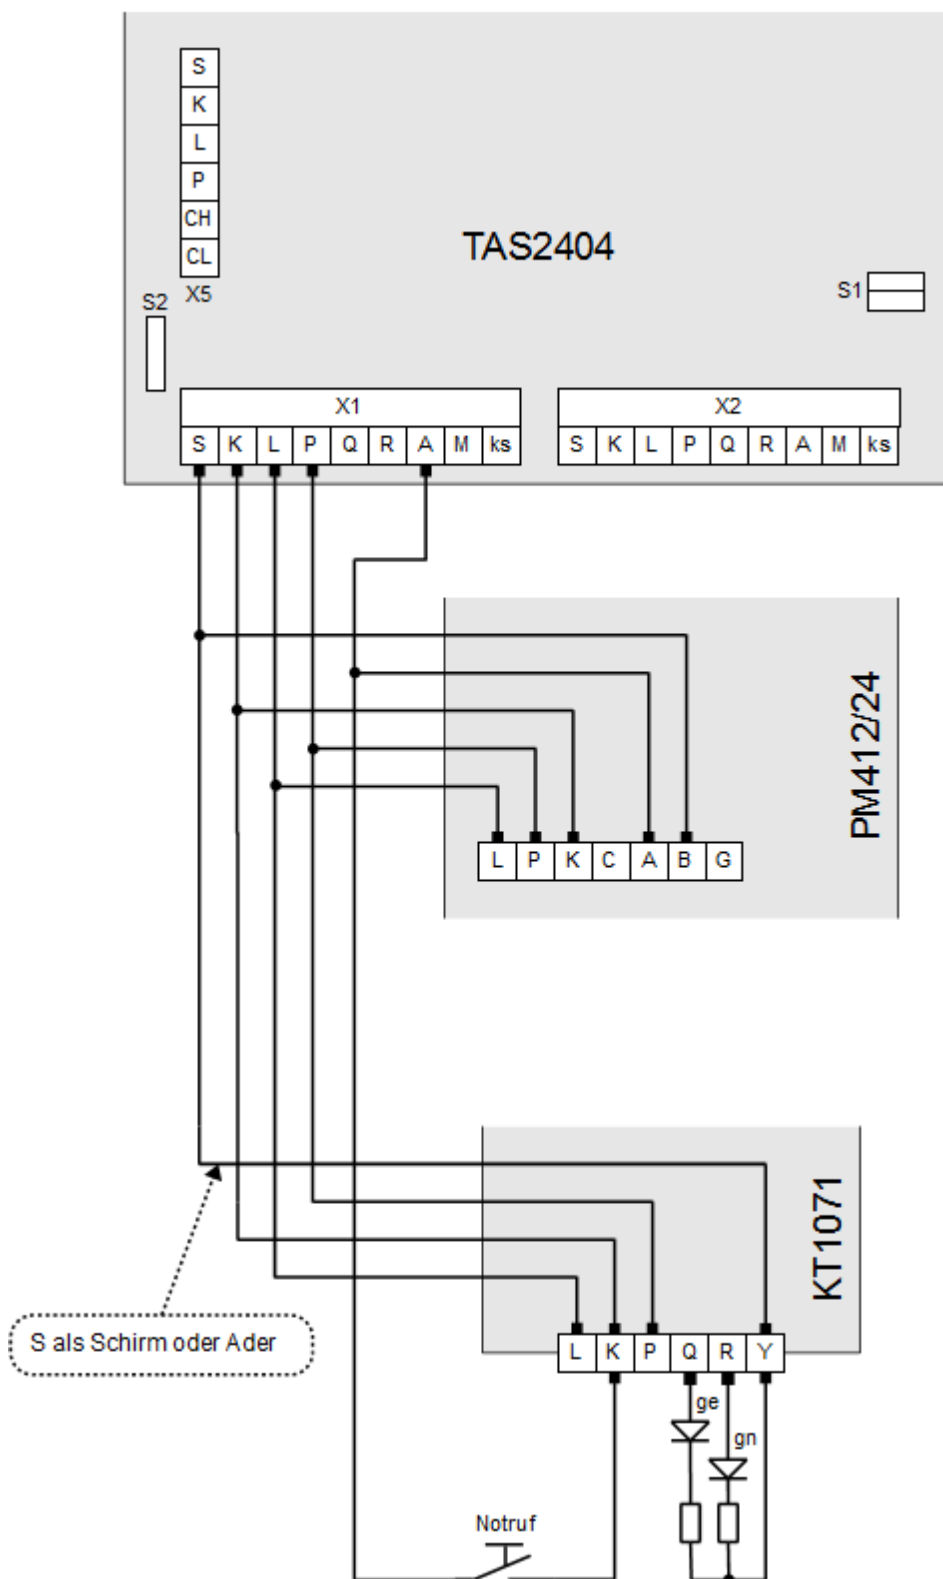 S
K
L
P
CH
CL
X5
TAS2404
S2
S1
X1
X2
S K L P Q R A M ks
S K L P Q R A M ks
PM412/24
L P K C A B G
KT1071
S als Schirm oder Ader
L K P Q R Y
ge
gn
Notruf